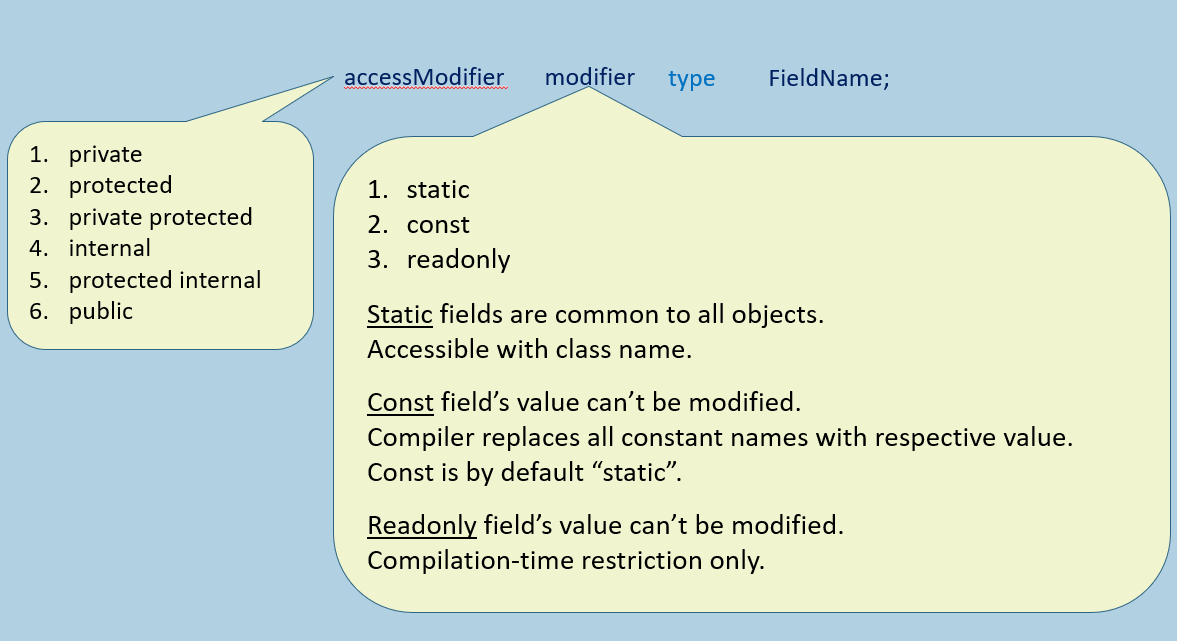 accessModifier modifier type FieldName;
1. private
2. protected
3. private protected
4. internal
5. protected internal
6. public
1. static
2. const
3. readonly
Static fields are common to all objects.
Accessible with class name.
Const field’s value can’t be modified.
Compiler replaces all constant names with respective value.
Const is by default “static”.
Readonly field’s value can’t be modified.
Compilation-time restriction only.